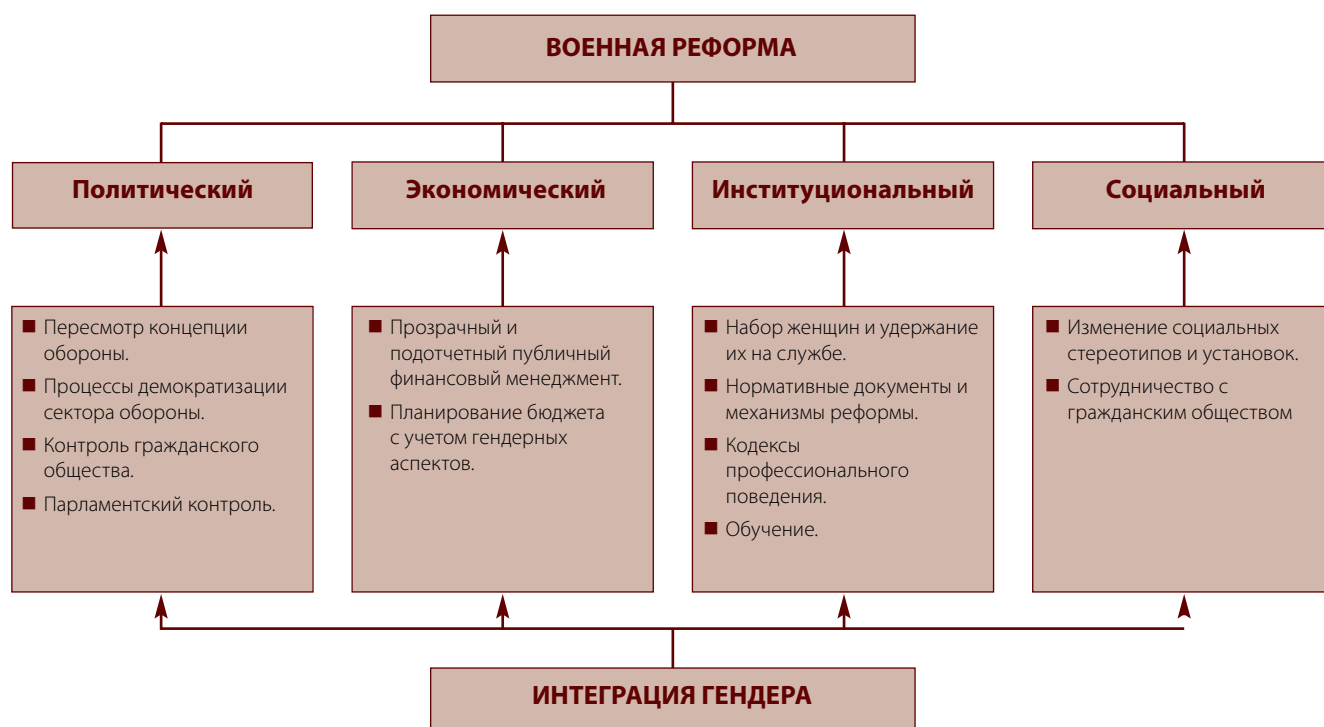 ВОЕННАЯ РЕФОРМА
Политический
Экономический
Институциональный
Социальный
■ Пересмотр концепции
обороны.
■ Процессы демократизации
сектора обороны.
■ Контроль гражданского
общества.
■ Парламентский контроль.
■ Прозрачный и
подотчетный публичный
финансовый менеджмент.
■ Планирование бюджета
с учетом гендерных
аспектов.
■ Набор женщин и удержание
их на службе.
■ Нормативные документы и
механизмы реформы.
■ Кодексы
профессионального
поведения.
■ Обучение.
■ Изменение социальных
стереотипов и установок.
■ Сотрудничество с
гражданским обществом
ИНТЕГРАЦИЯ ГЕНДЕРА